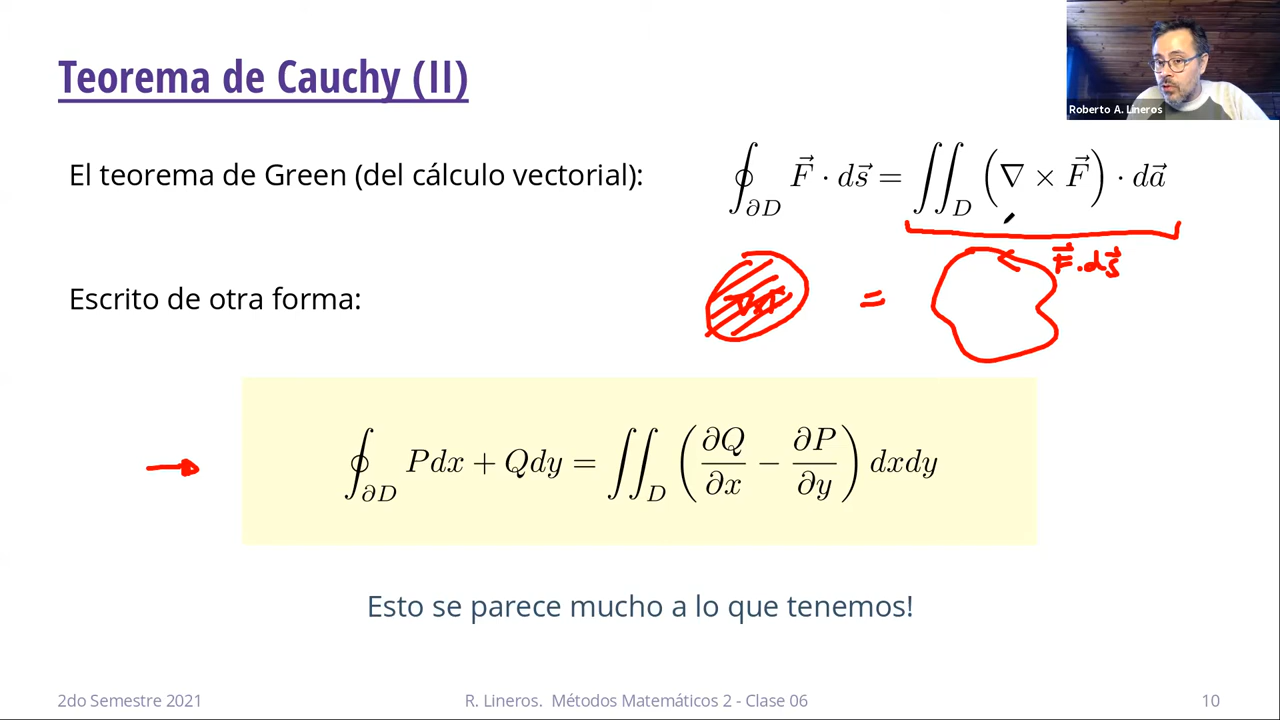 Teorema de Cauchy (II)
Roberto A. Lineros
El teorema de Green (del cálculo vectorial): ∮_{∂D} F⃗ · ds⃗ = ∬_D (∇ × F⃗) · da⃗
F⃗ · ds⃗
Escrito de otra forma:
=
∮_{∂D} Pdx + Qdy = ∬_D (∂Q/∂x − ∂P/∂y) dxdy
Esto se parece mucho a lo que tenemos!
2do Semestre 2021 R. Lineros. Métodos Matemáticos 2 - Clase 06 10